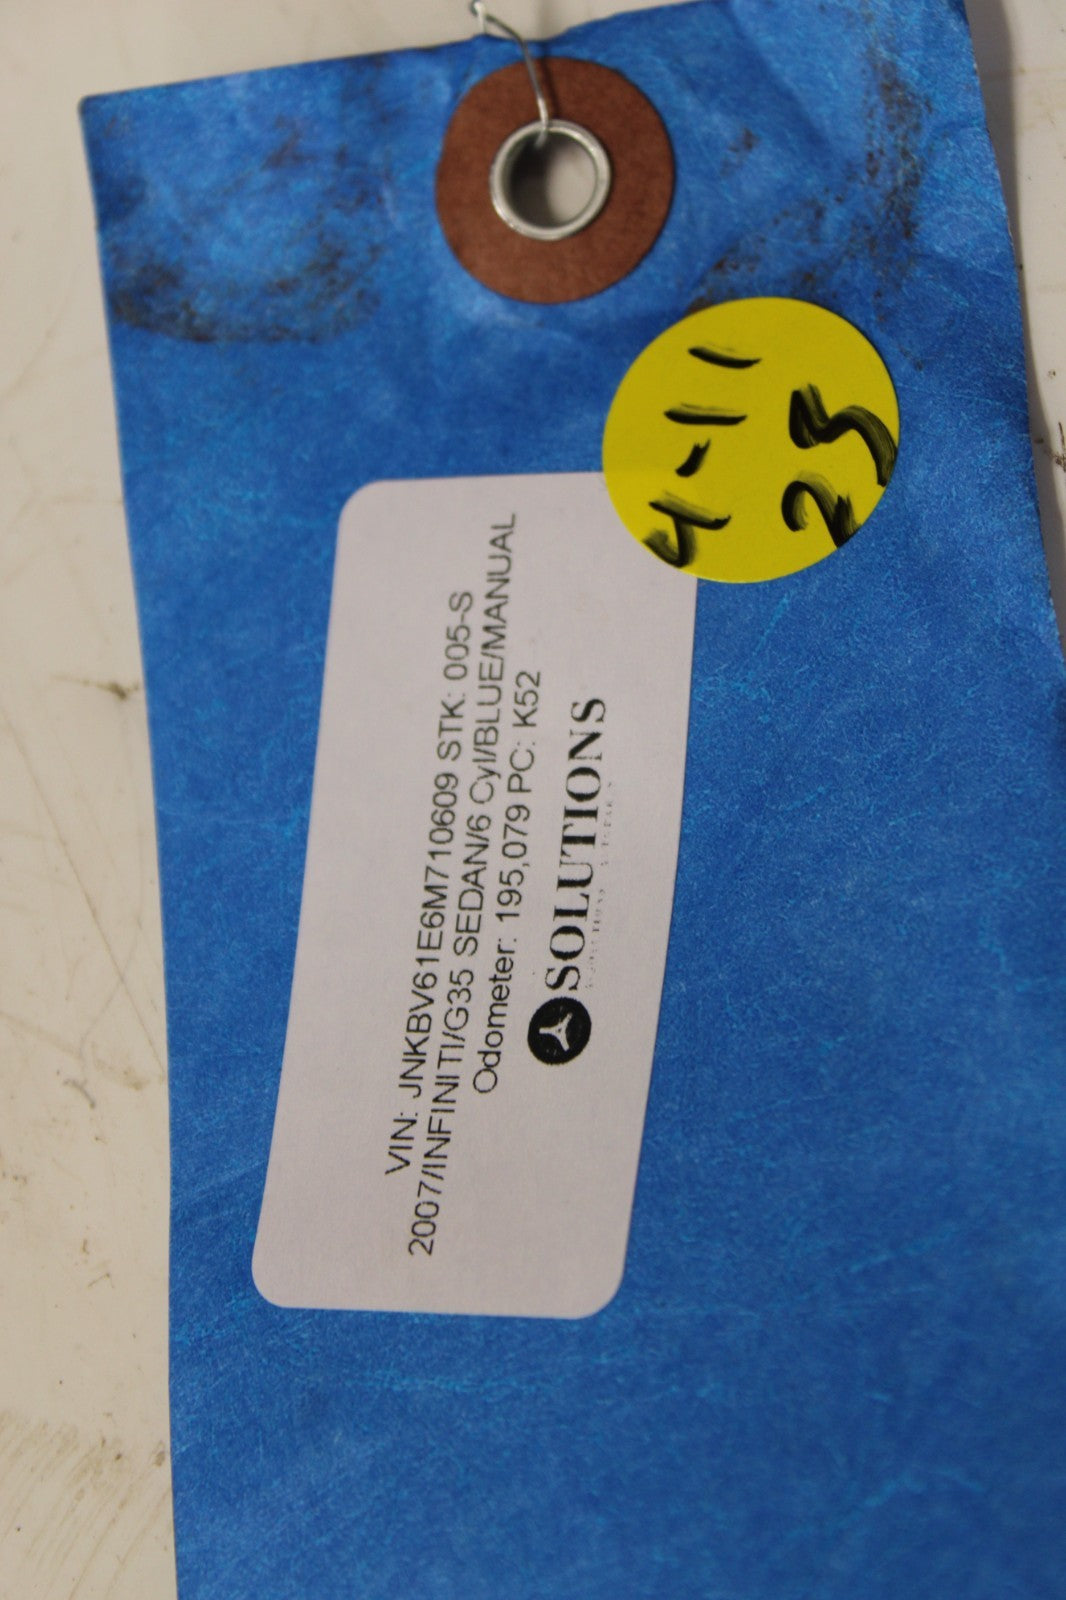 VIN: JNKBV61E6M710609 STK: 005-S
2007/INFINITI/G35 SEDAN/6 Cyl/BLUE/MANUAL
Odometer: 195,079 PC: K52
SOLUTIONS
4-11
23